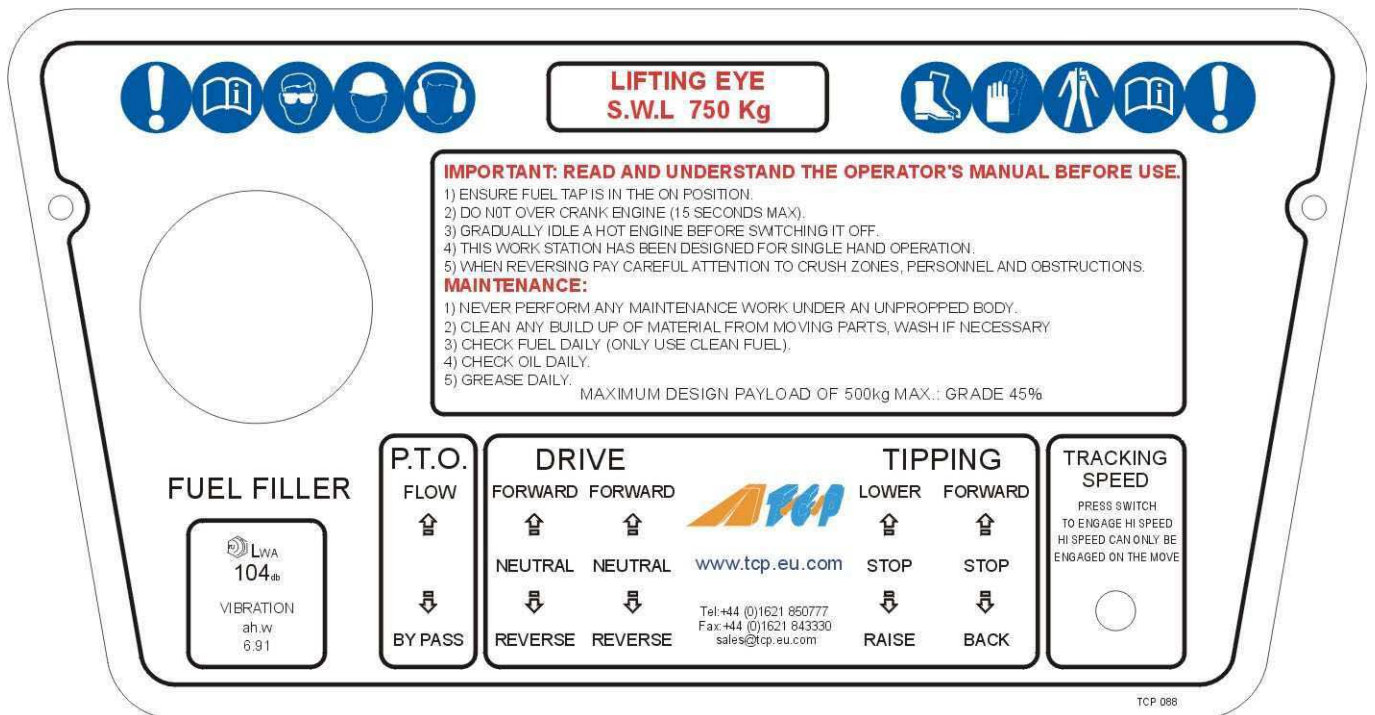 LIFTING EYE
S.W.L 750 Kg
IMPORTANT: READ AND UNDERSTAND THE OPERATOR'S MANUAL BEFORE USE.
1) ENSURE FUEL TAP IS IN THE ON POSITION.
2) DO NOT OVER CRANK ENGINE (15 SECONDS MAX).
3) GRADUALLY IDLE A HOT ENGINE BEFORE SWITCHING IT OFF.
4) THIS WORK STATION HAS BEEN DESIGNED FOR SINGLE HAND OPERATION.
5) WHEN REVERSING PAY CAREFUL ATTENTION TO CRUSH ZONES, PERSONNEL AND OBSTRUCTIONS.
MAINTENANCE:
1) NEVER PERFORM ANY MAINTENANCE WORK UNDER AN UNPROPPED BODY.
2) CLEAN ANY BUILD UP OF MATERIAL FROM MOVING PARTS, WASH IF NECESSARY
3) CHECK FUEL DAILY (ONLY USE CLEAN FUEL).
4) CHECK OIL DAILY.
5) GREASE DAILY.
MAXIMUM DESIGN PAYLOAD OF 500kg MAX.: GRADE 45%
FUEL FILLER
LWA
104db
VIBRATION
ah.w
6.91
P.T.O.
FLOW
BY PASS
DRIVE
FORWARD FORWARD
NEUTRAL NEUTRAL
REVERSE REVERSE
TCP
www.tcp.eu.com
Tel:+44 (0)1621 850777
Fax:+44 (0)1621 843330
sales@tcp.eu.com
TIPPING
LOWER FORWARD
STOP STOP
RAISE BACK
TRACKING
SPEED
PRESS SWITCH
TO ENGAGE HI SPEED
HI SPEED CAN ONLY BE
ENGAGED ON THE MOVE
TCP 088